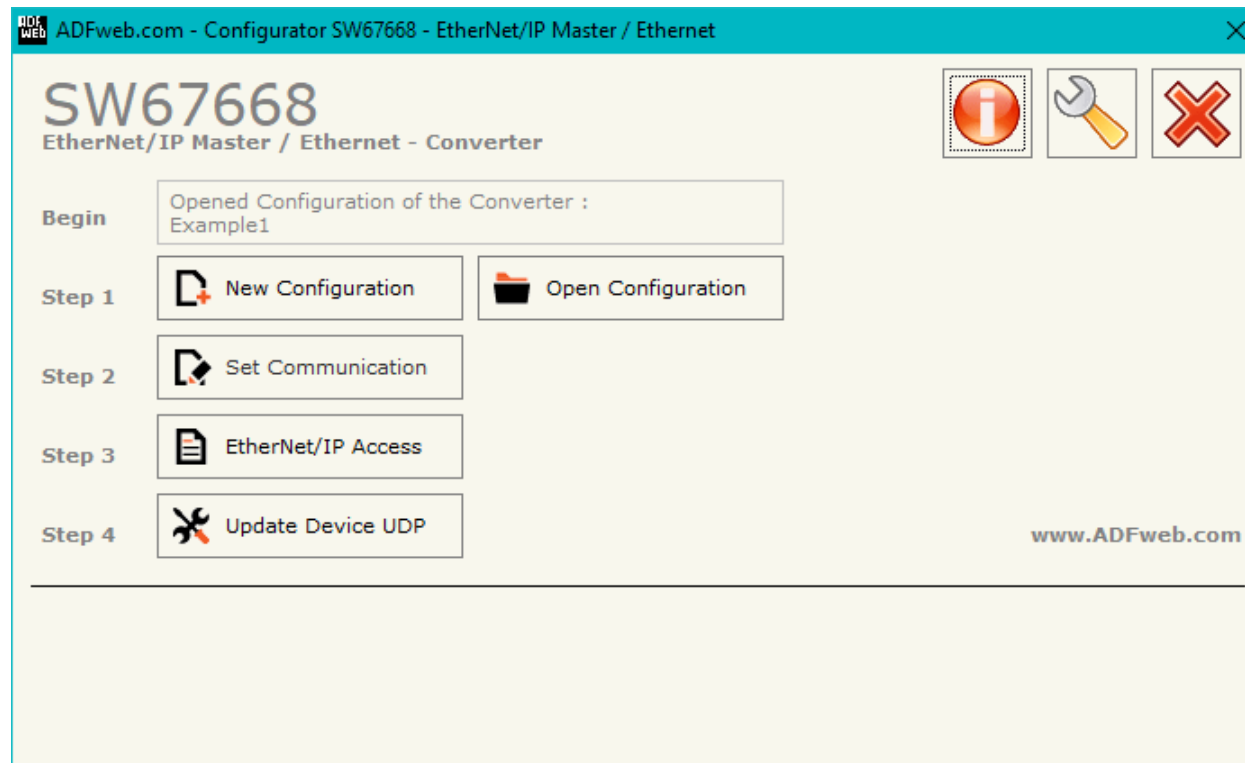 ADF
WEB
ADFweb.com - Configurator SW67668 - EtherNet/IP Master / Ethernet
SW67668
EtherNet/IP Master / Ethernet - Converter
Begin
Opened Configuration of the Converter :
Example1
Step 1
New Configuration
Open Configuration
Step 2
Set Communication
Step 3
EtherNet/IP Access
Step 4
Update Device UDP
www.ADFweb.com